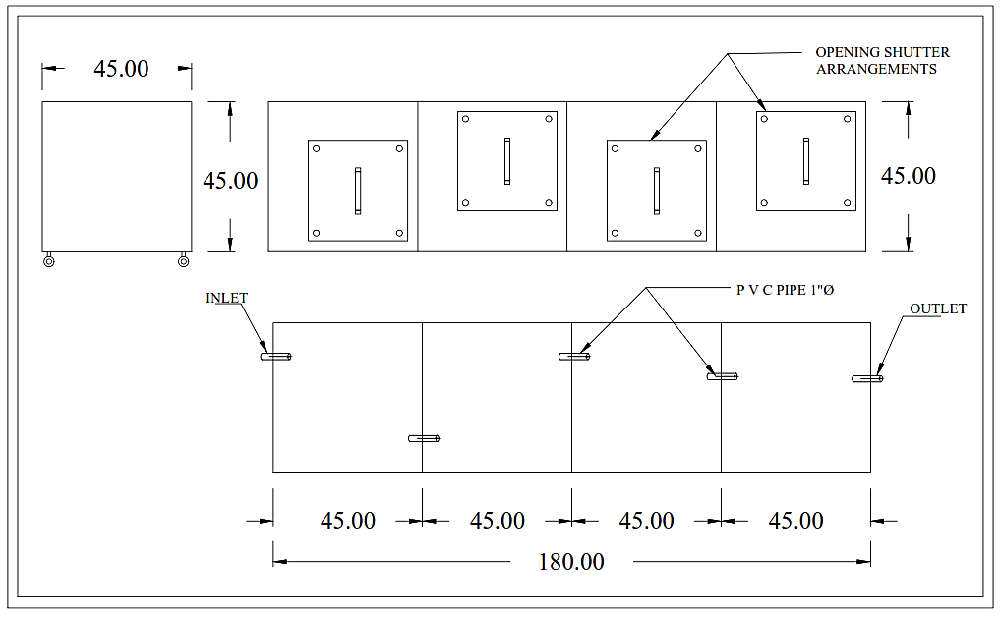 45.00
OPENING SHUTTER
ARRANGEMENTS
45.00
45.00
INLET
P V C PIPE 1"Ø
OUTLET
45.00
45.00
45.00
45.00
180.00